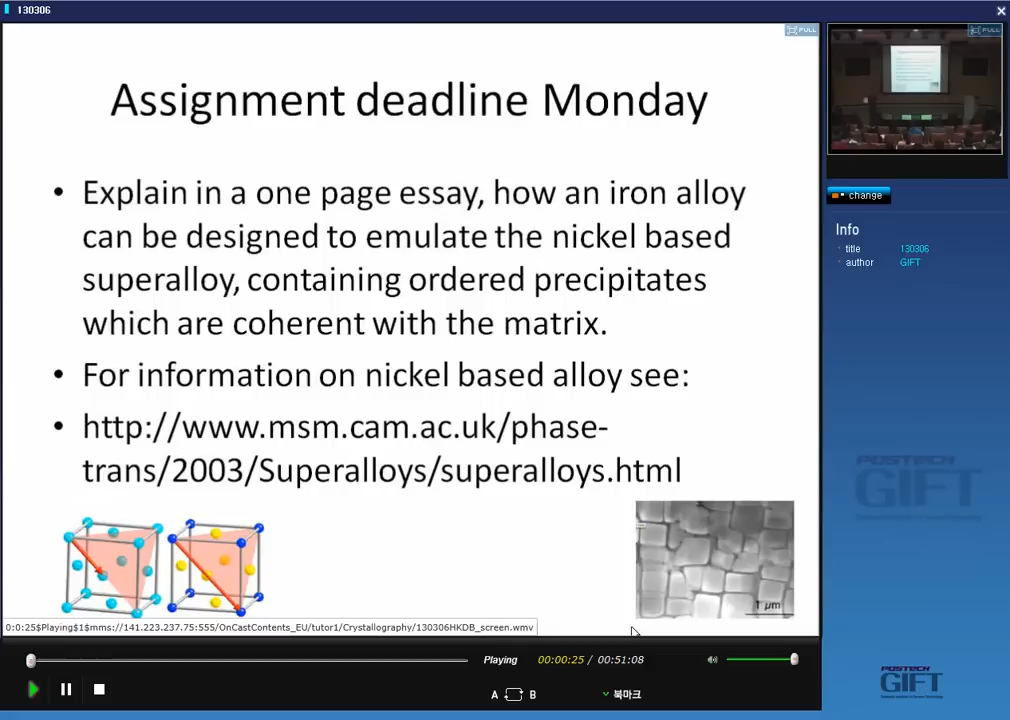 130306
FULL
FULL
Assignment deadline Monday
• Explain in a one page essay, how an iron alloy
can be designed to emulate the nickel based
superalloy, containing ordered precipitates
which are coherent with the matrix.
• For information on nickel based alloy see:
• http://www.msm.cam.ac.uk/phase-
trans/2003/Superalloys/superalloys.html
1 µm
change
Info
title 130306
author GIFT
POSTECH
GIFT
0:0:25$Playing$1$mms://141.223.237.75:555/OnCastContents_EU/tutor1/Crystallography/130306HKDB_screen.wmv
Playing 00:00:25 / 00:51:08
A B 북마크
POSTECH
GIFT